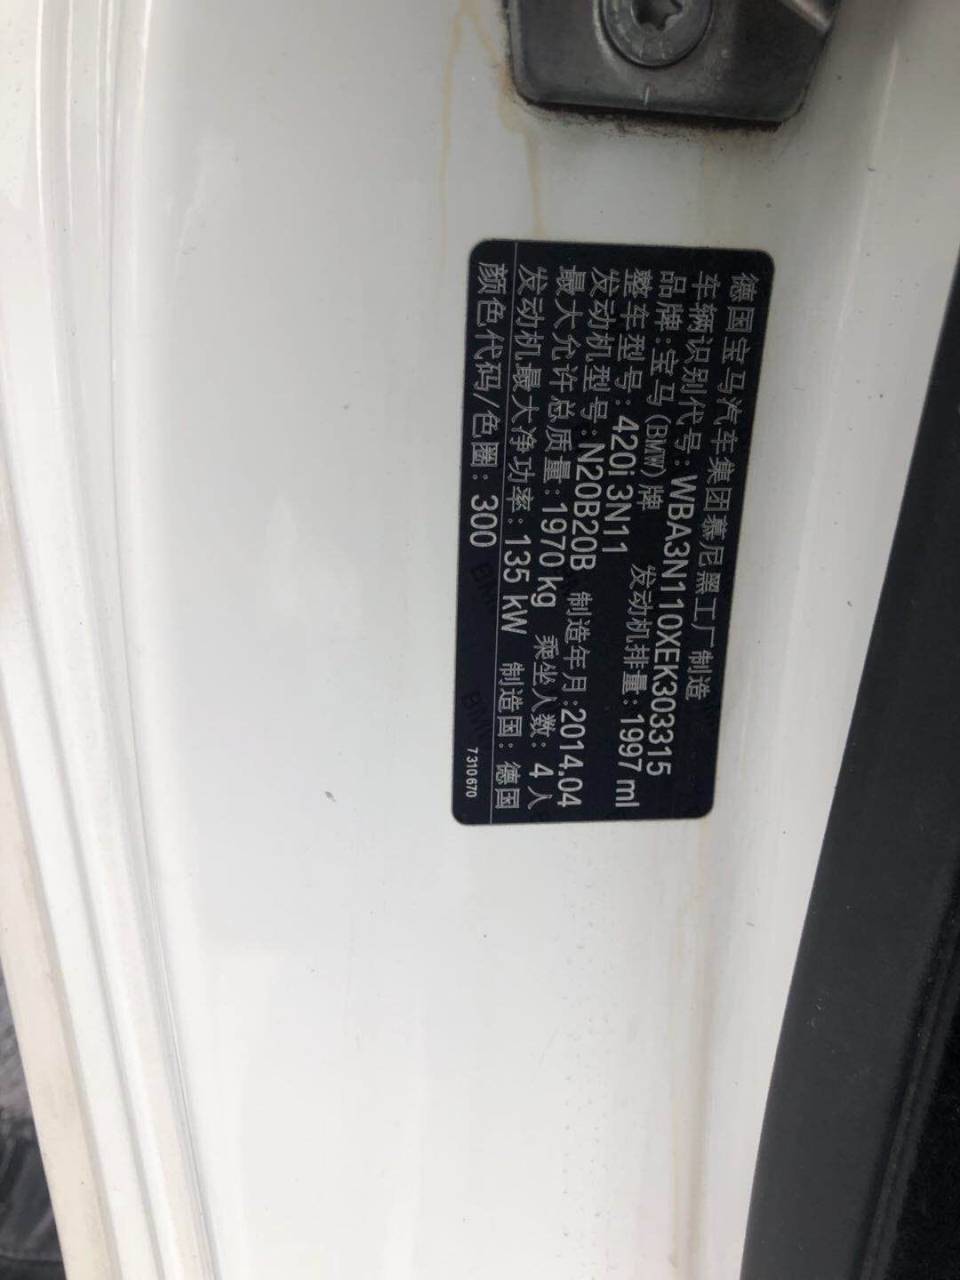 德国宝马汽车集团慕尼黑工厂 制造
车辆识别代号:WBA3N110XEK303315
品牌:宝马(BMW)牌 发动机排量:1997 ml
整车型号:420i 3N11
发动机型号:N20B20B 制造年月:2014.04
最大允许总质量:1970 kg 乘坐人数:4 人
发动机最大净功率:135 kW 制造国:德国
颜色代码/色圈:300 7 310 670